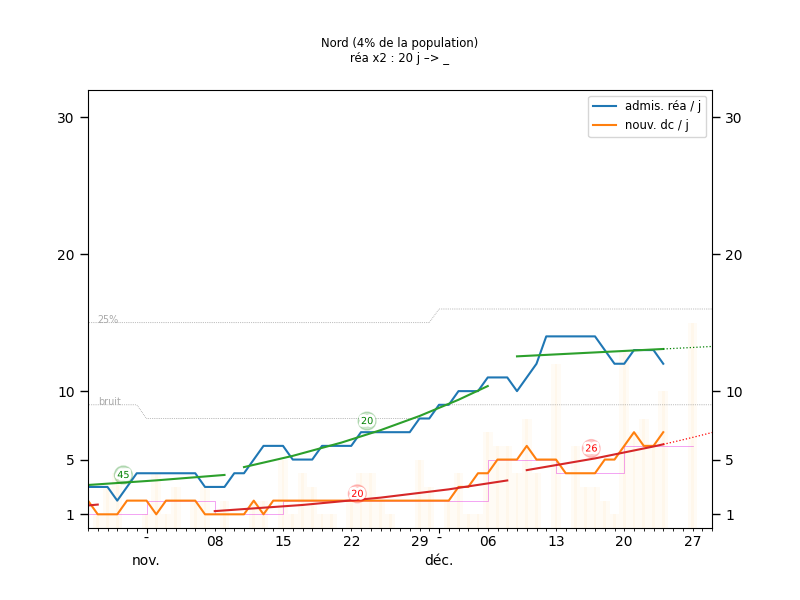 Nord (4% de la population)
réa x2 : 20 j –> _
admis. réa / j
nouv. dc / j
30
30
20
20
25%
10
bruit
10
20
45
26
5
5
20
1
1
- 08 15 22 29 - 06 13 20 27
nov. déc.